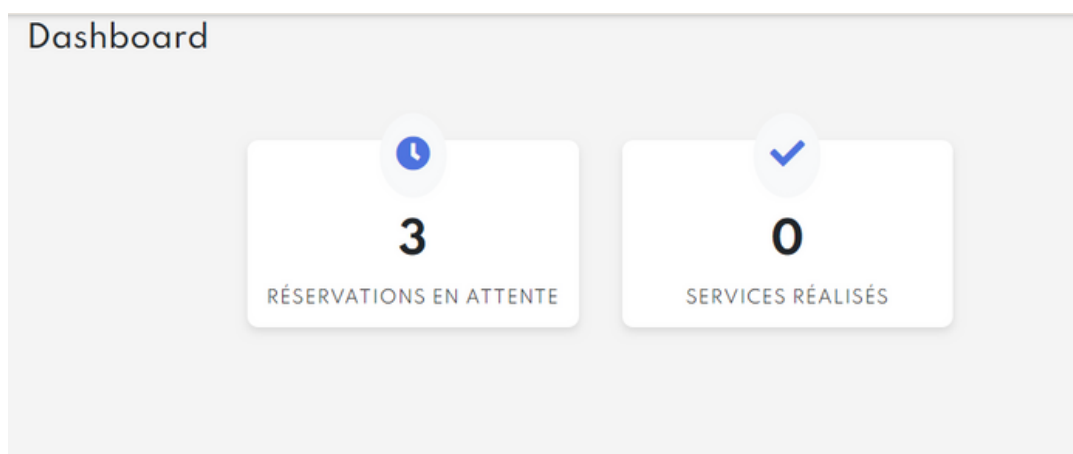 Dashboard
3
RÉSERVATIONS EN ATTENTE
0
SERVICES RÉALISÉS